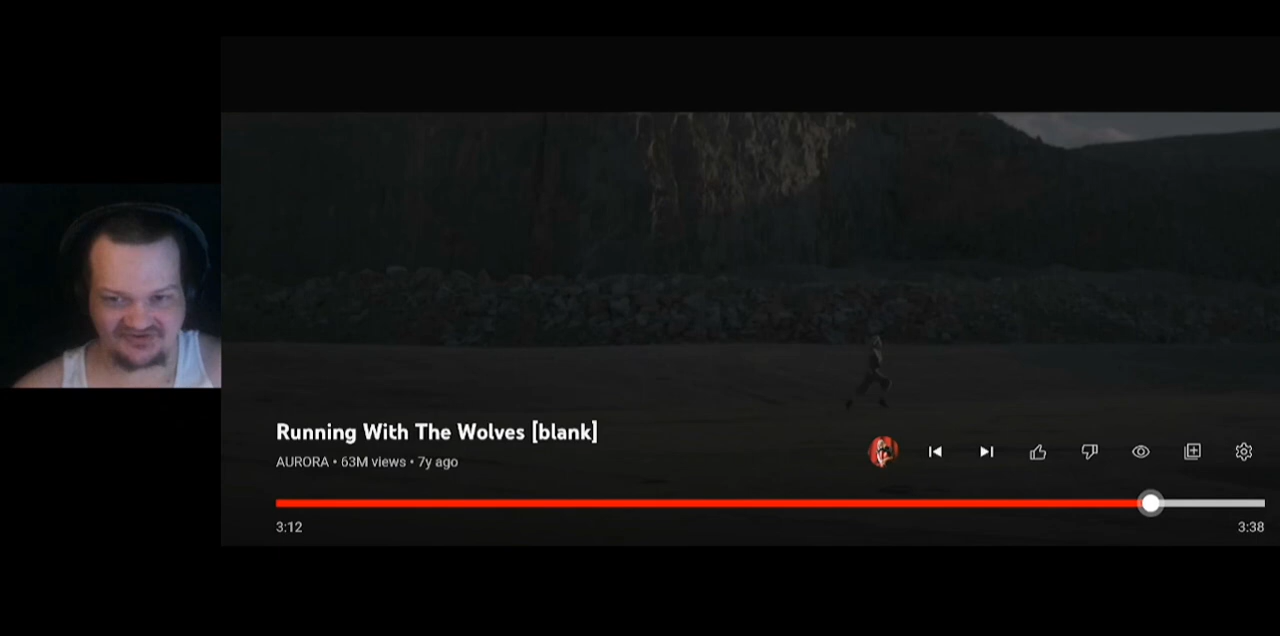 Running With The Wolves [blank]
AURORA • 63M views • 7y ago
3:12
3:38